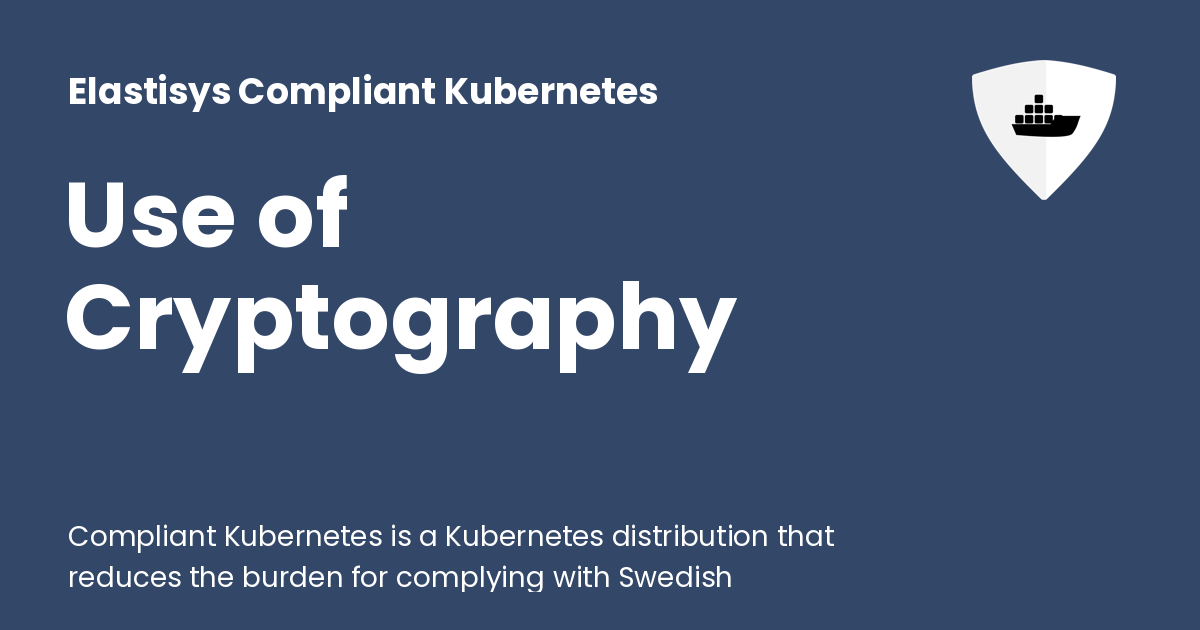 Elastisys Compliant Kubernetes
Use of
Cryptography
Compliant Kubernetes is a Kubernetes distribution that
reduces the burden for complying with Swedish